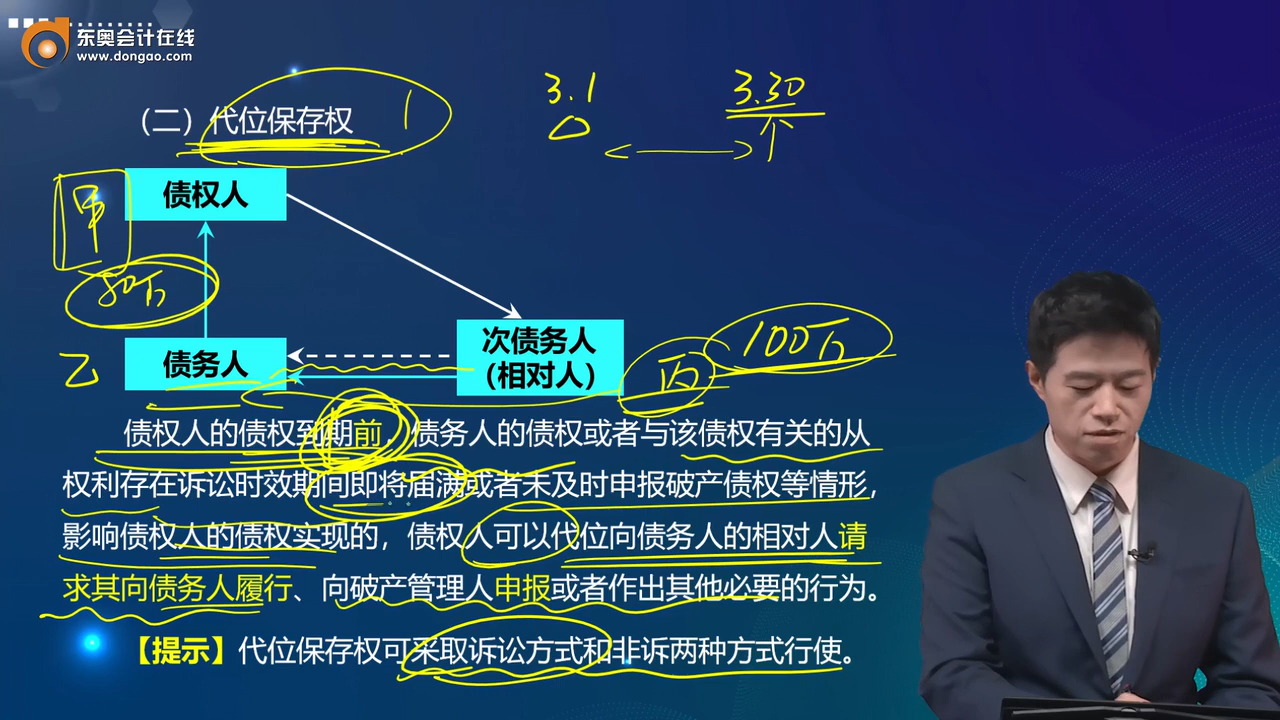 东奥会计在线
www.dongao.com
3.1
3.30
（二）代位保存权
甲
债权人
50万
次债务人
（相对人）
丙
100万
乙
债务人
债权人的债权到期前，债务人的债权或者与该债权有关的从
权利存在诉讼时效期间即将届满或者未及时申报破产债权等情形，
影响债权人的债权实现的，债权人可以代位向债务人的相对人请
求其向债务人履行、向破产管理人申报或者作出其他必要的行为。
【提示】代位保存权可采取诉讼方式和非诉两种方式行使。